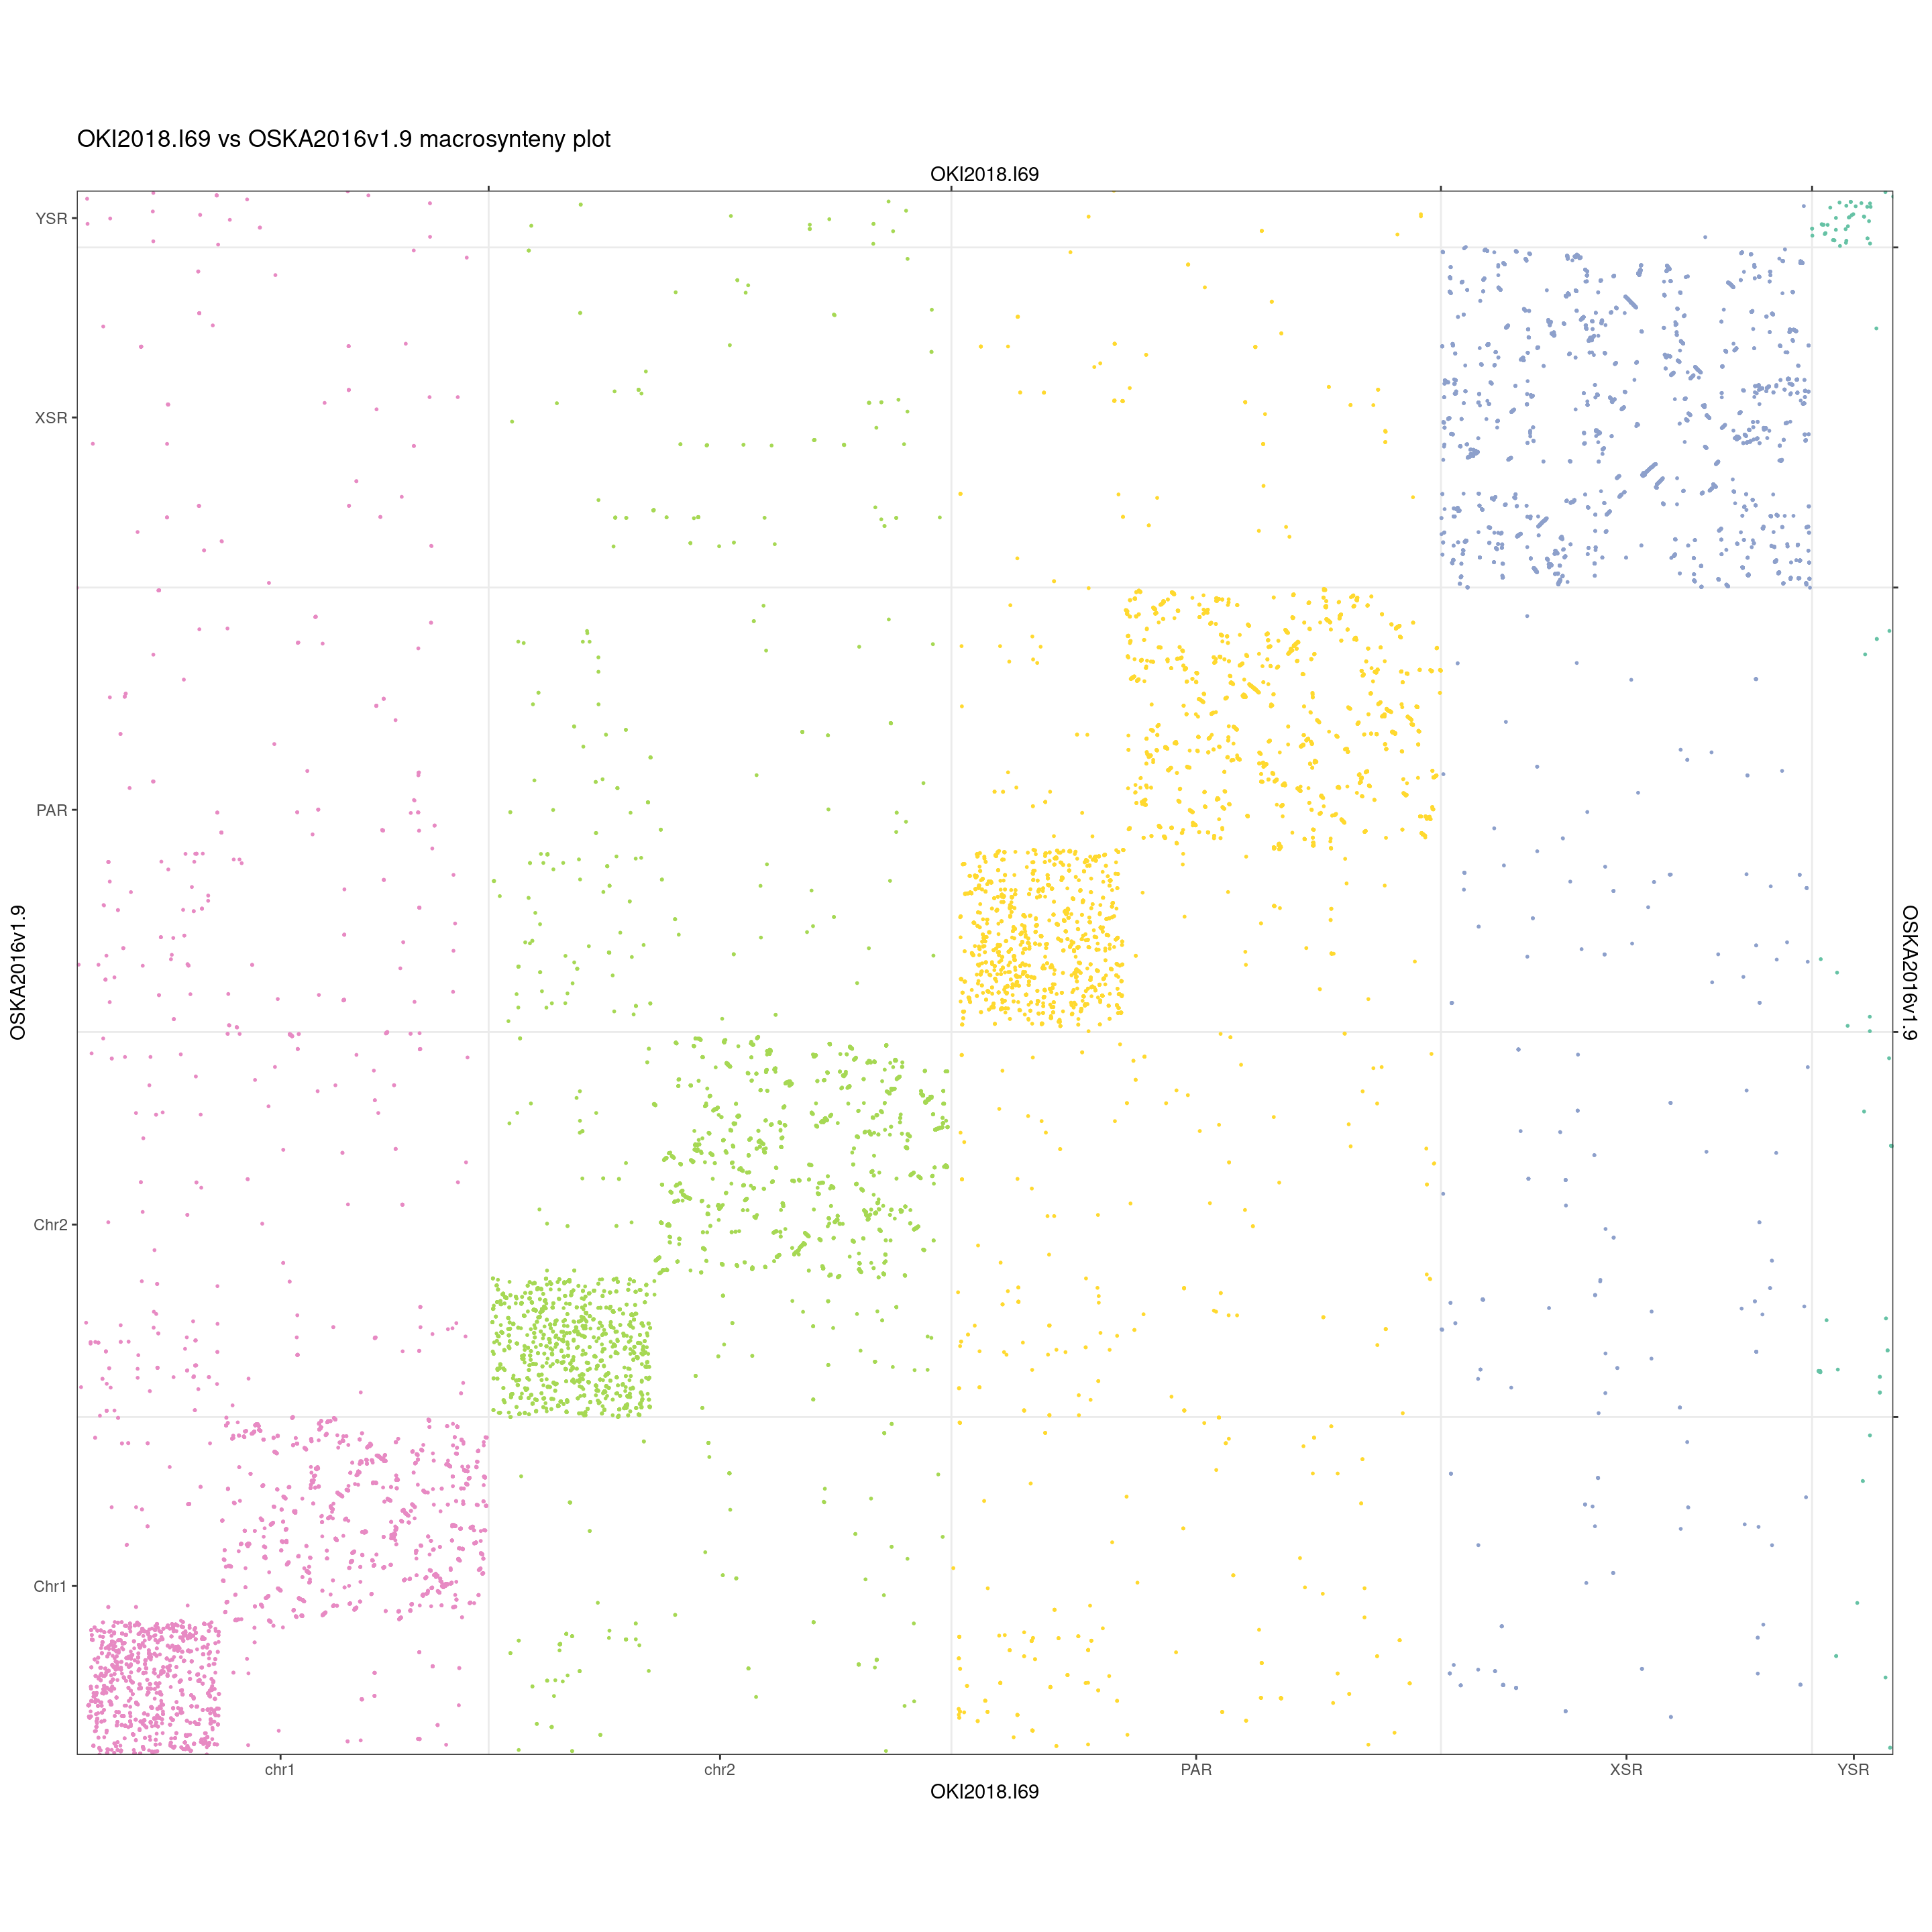 OKI2018.I69 vs OSKA2016v1.9 macrosynteny plot
OKI2018.I69
YSR
XSR
PAR
Chr2
Chr1
OSKA2016v1.9
OSKA2016v1.9
chr1
chr2
PAR
XSR
YSR
OKI2018.I69